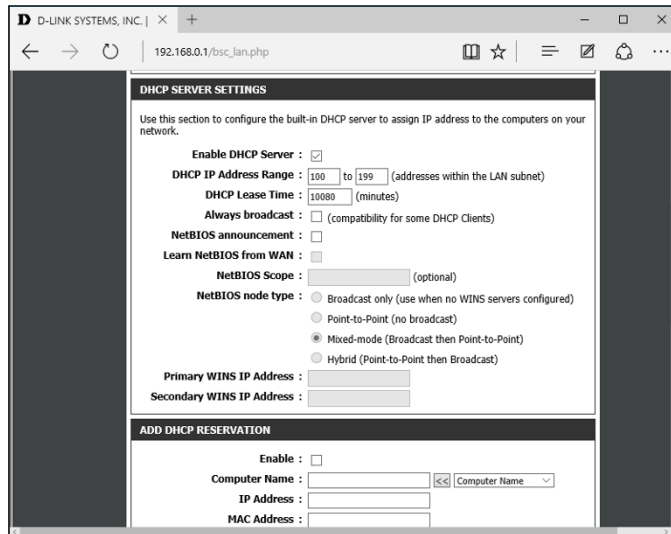 D-LINK SYSTEMS, INC. |
192.168.0.1/bsc_lan.php
DHCP SERVER SETTINGS
Use this section to configure the built-in DHCP server to assign IP address to the computers on your
network.
Enable DHCP Server :
DHCP IP Address Range : 100 to 199 (addresses within the LAN subnet)
DHCP Lease Time : 10080 (minutes)
Always broadcast : (compatibility for some DHCP Clients)
NetBIOS announcement :
Learn NetBIOS from WAN :
NetBIOS Scope : (optional)
NetBIOS node type : Broadcast only (use when no WINS servers configured)
Point-to-Point (no broadcast)
Mixed-mode (Broadcast then Point-to-Point)
Hybrid (Point-to-Point then Broadcast)
Primary WINS IP Address :
Secondary WINS IP Address :
ADD DHCP RESERVATION
Enable :
Computer Name : << Computer Name
IP Address :
MAC Address :